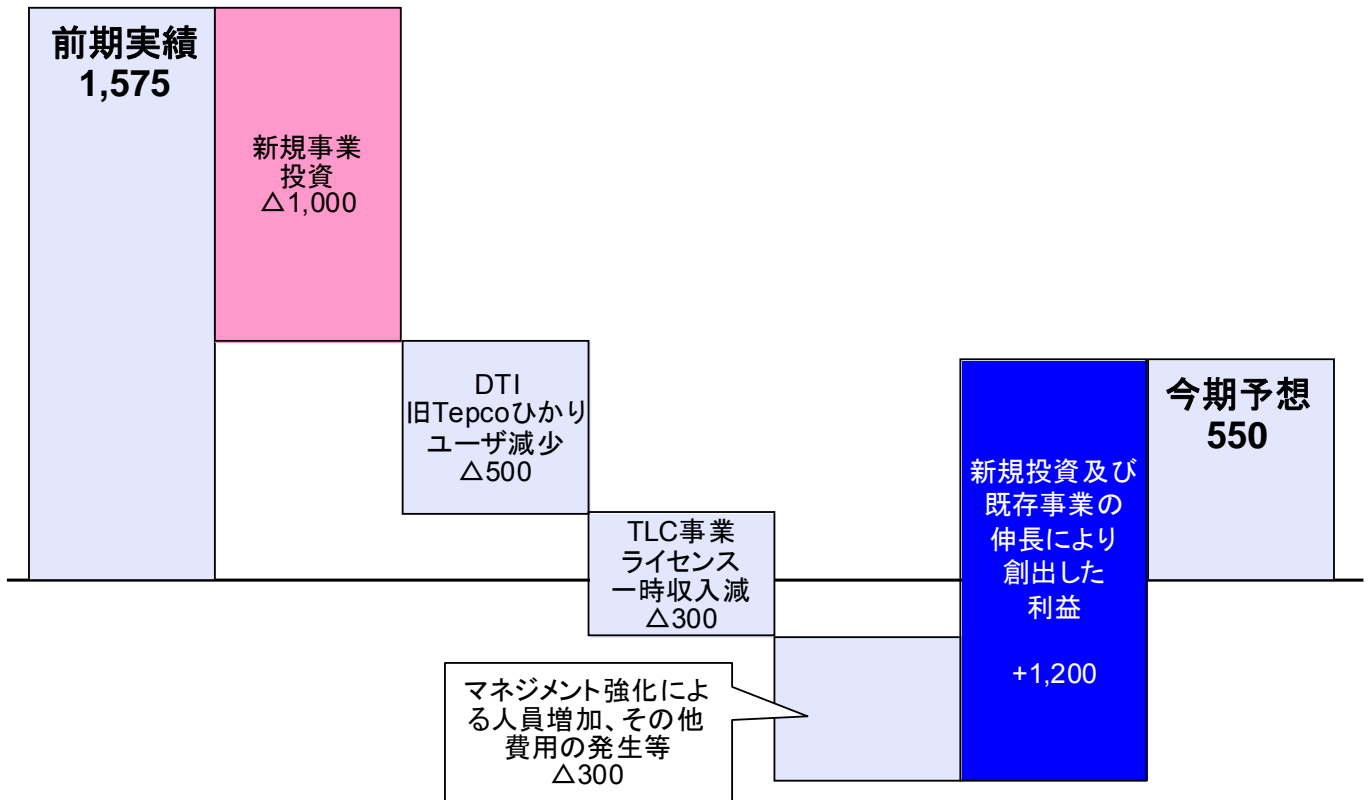 前期実績
1,575
新規事業
投資
△1,000
DTI
旧Tepcoひかり
ユーザ減少
△500
TLC事業
ライセンス
一時収入減
△300
マネジメント強化によ
る人員増加、その他
費用の発生等
△300
新規投資及び
既存事業の
伸長により
創出した
利益
+1,200
今期予想
550